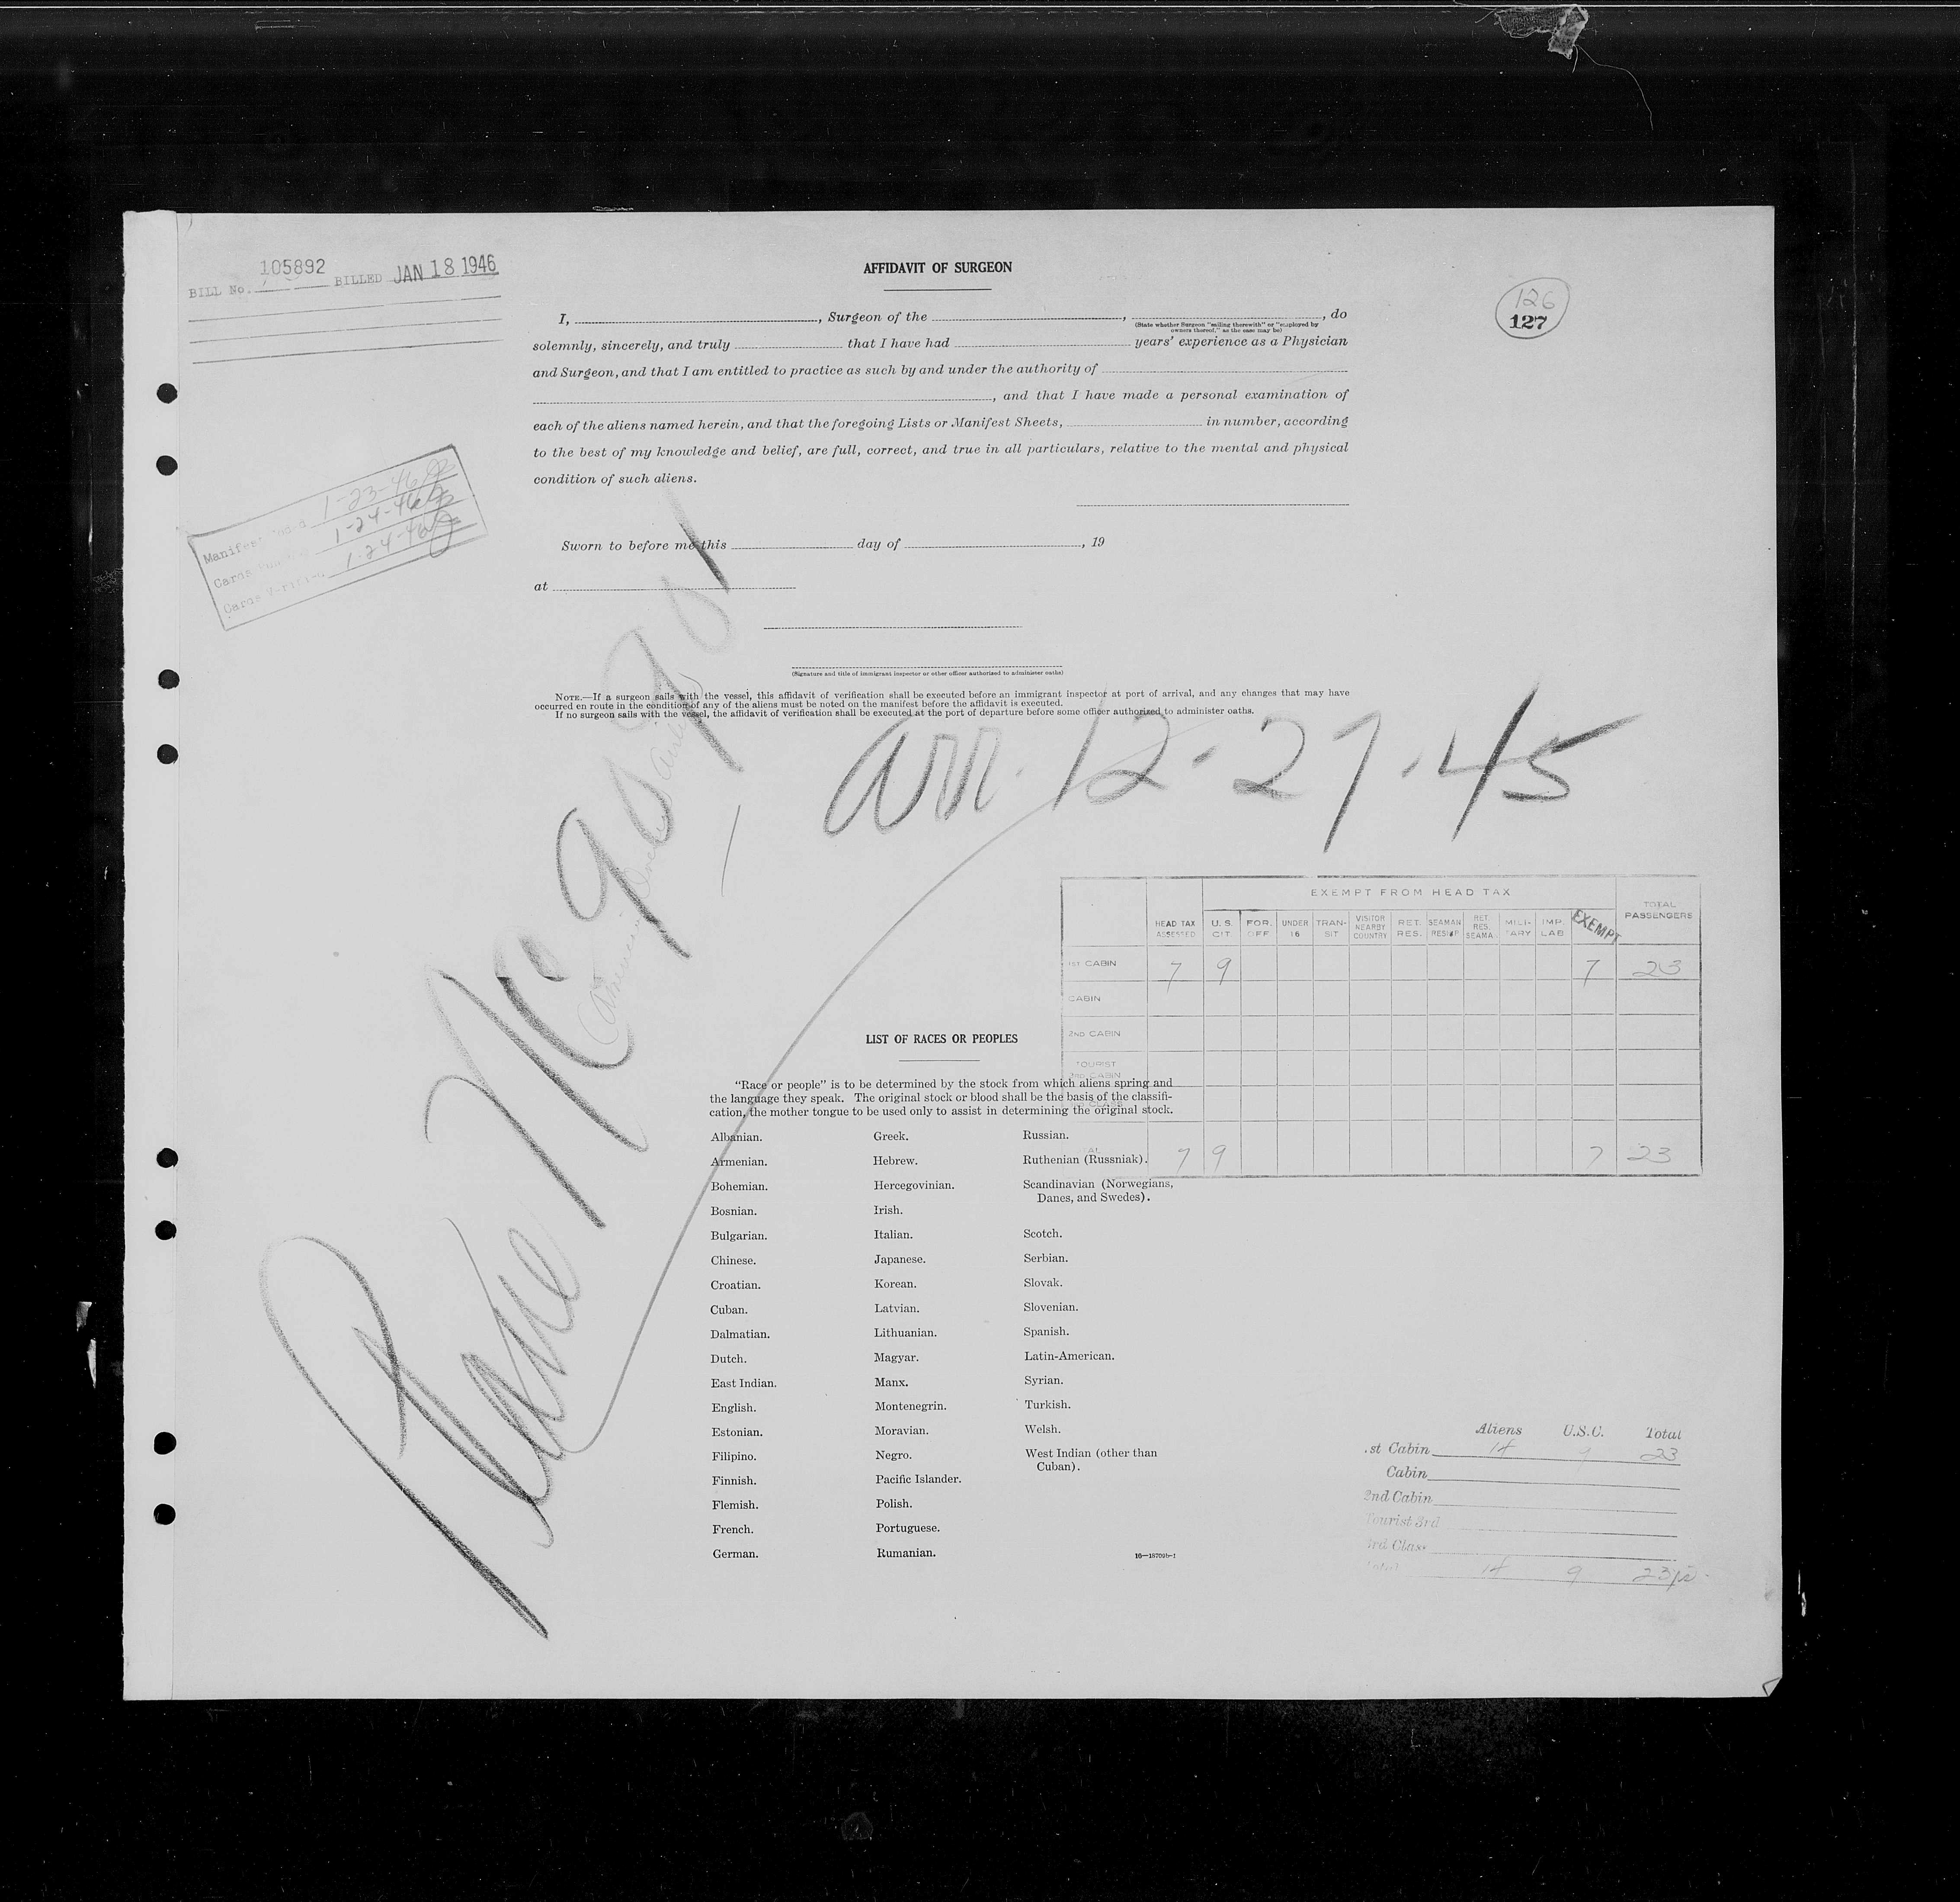 105892
BILL No. BILLED JAN 18 1946
AFFIDAVIT OF SURGEON
126
127
I, , Surgeon of the , , do
(State whether Surgeon "sailing therewith" or "employed by
owners thereof," as the case may be)
solemnly, sincerely, and truly that I have had years' experience as a Physician
and Surgeon, and that I am entitled to practice as such by and under the authority of
, and that I have made a personal examination of
each of the aliens named herein, and that the foregoing Lists or Manifest Sheets, in number, according
to the best of my knowledge and belief, are full, correct, and true in all particulars, relative to the mental and physical
condition of such aliens.
Manifest 1-23-46
Cards 1-24-46
Cards 1-24-46
Sworn to before me this day of , 19
at
(Signature and title of immigrant inspector or other officer authorized to administer oaths)
NOTE.—If a surgeon sails with the vessel, this affidavit of verification shall be executed before an immigrant inspector at port of arrival, and any changes that may have
occurred en route in the condition of any of the aliens must be noted on the manifest before the affidavit is executed.
If no surgeon sails with the vessel, the affidavit of verification shall be executed at the port of departure before some officer authorized to administer oaths.
Plane NC 90901
arr. 12-27-45
EXEMPT FROM HEAD TAX
HEAD TAX ASSESSED U.S. CIT. FOR. OFF. UNDER 16 TRAN-SIT VISITOR NEARBY COUNTRY RET. RES. SEAMAN RET. RES. SEAMAN MILI-TARY IMP. LAB EXEMPT TOTAL PASSENGERS
1ST CABIN 7 9 7 23
CABIN
2ND CABIN
TOURIST
3RD CABIN
7 9 7 23
LIST OF RACES OR PEOPLES
"Race or people" is to be determined by the stock from which aliens spring and
the language they speak. The original stock or blood shall be the basis of the classifi-
cation, the mother tongue to be used only to assist in determining the original stock.
Albanian.
Armenian.
Bohemian.
Bosnian.
Bulgarian.
Chinese.
Croatian.
Cuban.
Dalmatian.
Dutch.
East Indian.
English.
Estonian.
Filipino.
Finnish.
Flemish.
French.
German.
Greek.
Hebrew.
Hercegovinian.
Irish.
Italian.
Japanese.
Korean.
Latvian.
Lithuanian.
Magyar.
Manx.
Montenegrin.
Moravian.
Negro.
Pacific Islander.
Polish.
Portuguese.
Rumanian.
Russian.
Ruthenian (Russniak).
Scandinavian (Norwegians,
Danes, and Swedes).
Scotch.
Serbian.
Slovak.
Slovenian.
Spanish.
Latin-American.
Syrian.
Turkish.
Welsh.
West Indian (other than
Cuban).
Aliens U.S.C. Total
1st Cabin 14 9 23
Cabin
2nd Cabin
Tourist 3rd
3rd Class
Total 14 9 23